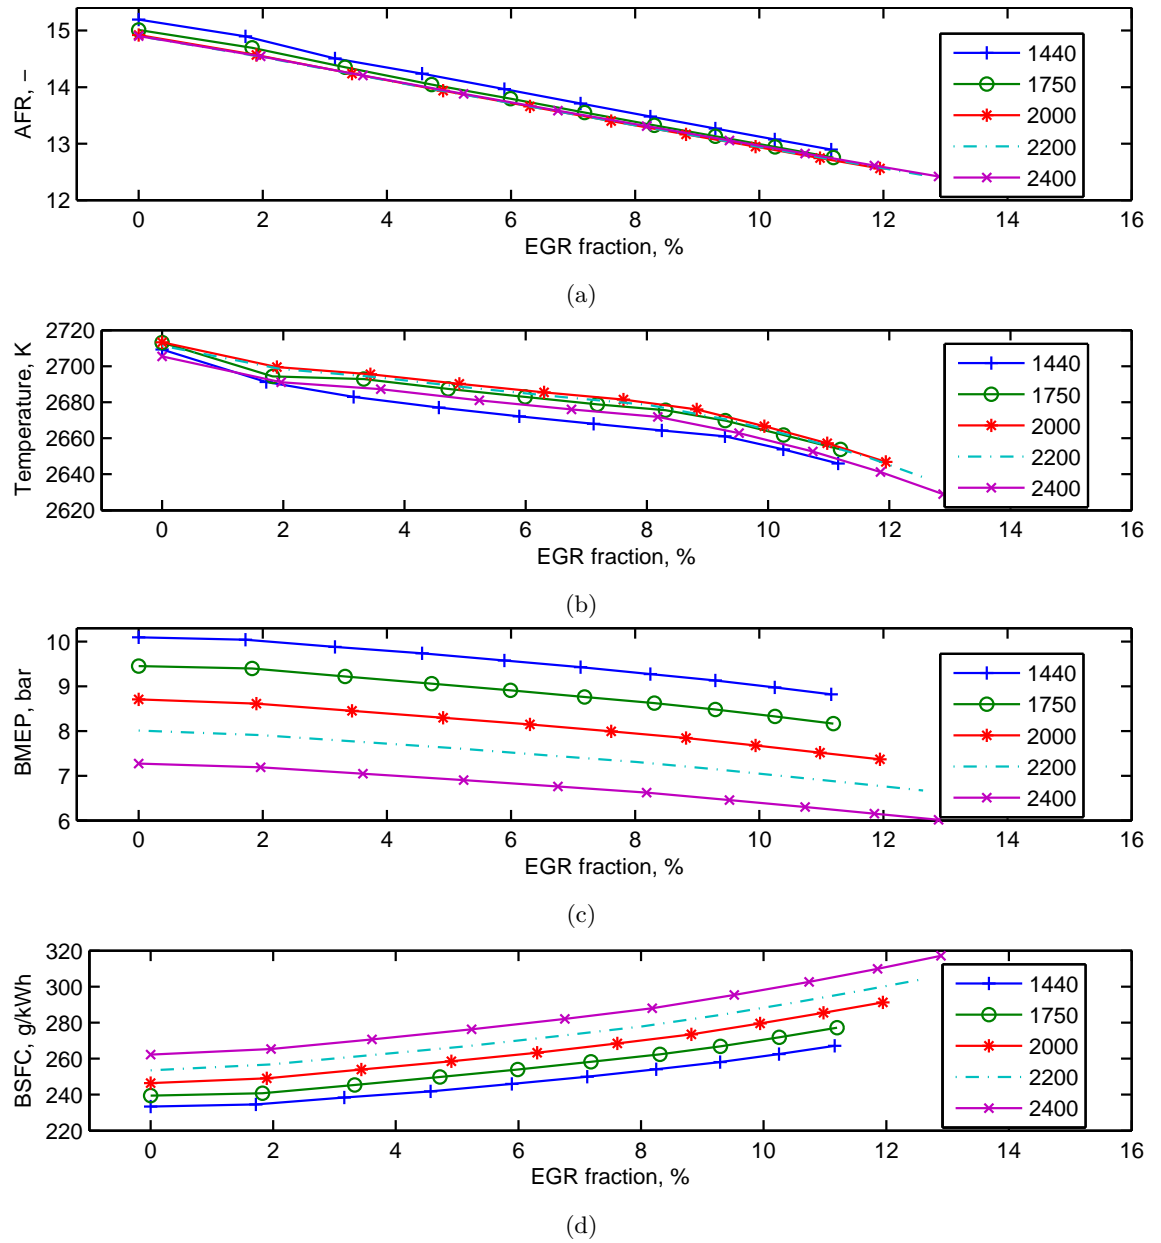 15
14
13
12
AFR, –
0 2 4 6 8 10 12 14 16
EGR fraction, %
1440
1750
2000
2200
2400
(a)
2720
2700
2680
2660
2640
2620
Temperature, K
0 2 4 6 8 10 12 14 16
EGR fraction, %
1440
1750
2000
2200
2400
(b)
10
9
8
7
6
BMEP, bar
0 2 4 6 8 10 12 14 16
EGR fraction, %
1440
1750
2000
2200
2400
(c)
320
300
280
260
240
220
BSFC, g/kWh
0 2 4 6 8 10 12 14 16
EGR fraction, %
1440
1750
2000
2200
2400
(d)